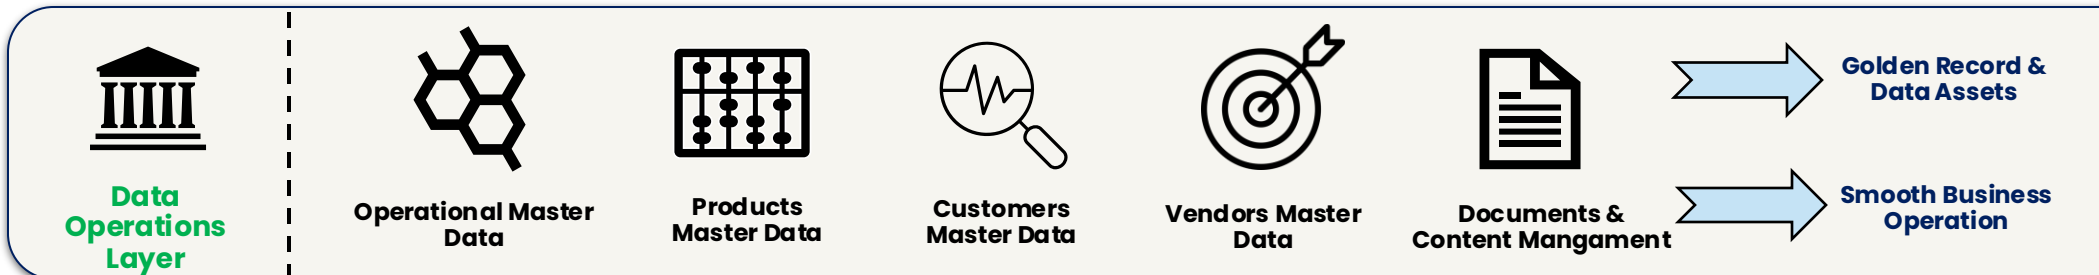 Data
Operations
Layer
Operational Master
Data
Products
Master Data
Customers
Master Data
Vendors Master
Data
Documents &
Content Mangament
Golden Record &
Data Assets
Smooth Business
Operation